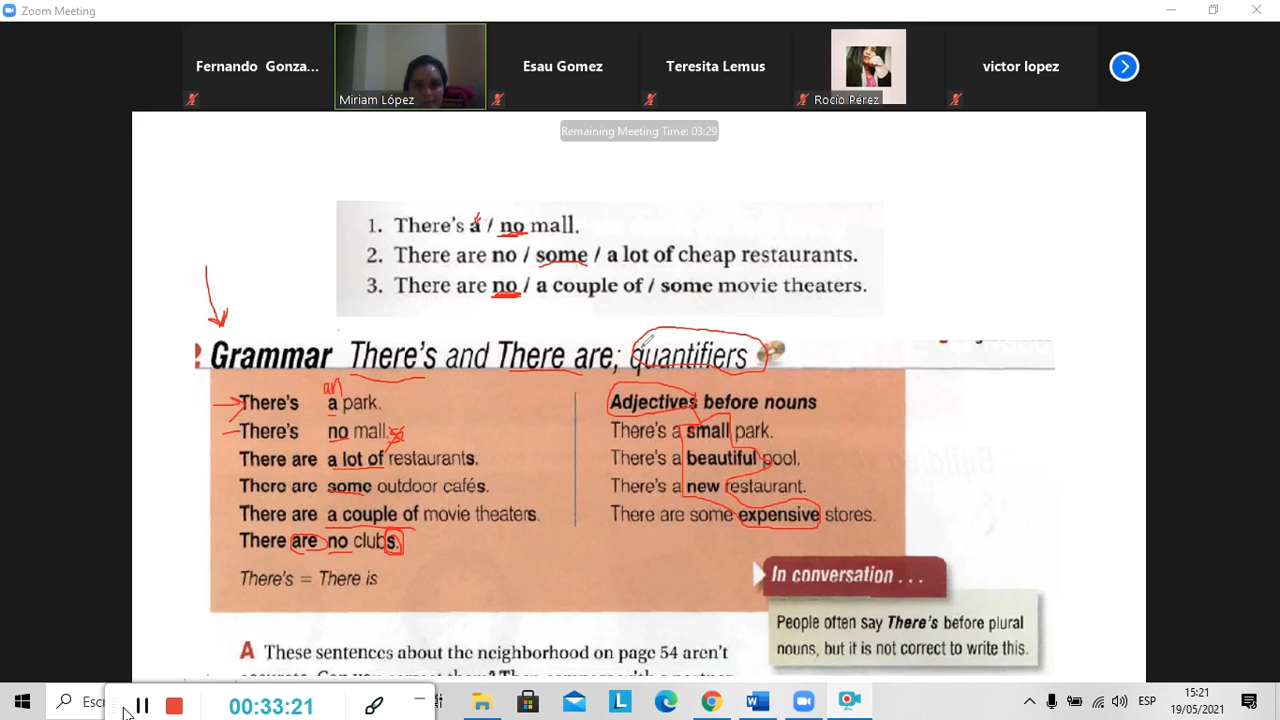 Zoom Meeting
Fernando Gonza...
Miriam López
Esau Gomez
Teresita Lemus
Rocío Pérez
victor lopez
Remaining Meeting Time: 03:29
1. There's a / no mall.
2. There are no / some / a lot of cheap restaurants.
3. There are no / a couple of / some movie theaters.
Grammar There's and There are; quantifiers
an
There's a park.
There's no mall.
There are a lot of restaurants.
There are some outdoor cafés.
There are a couple of movie theaters.
There are no clubs.
There's = There is
Adjectives before nouns
There's a small park.
There's a beautiful pool.
There's a new restaurant.
There are some expensive stores.
In conversation . . .
People often say There's before plural
nouns, but it is not correct to write this.
A These sentences about the neighborhood on page 54 aren't
Escr
00:33:21
ESP
15:21
19/05/2021